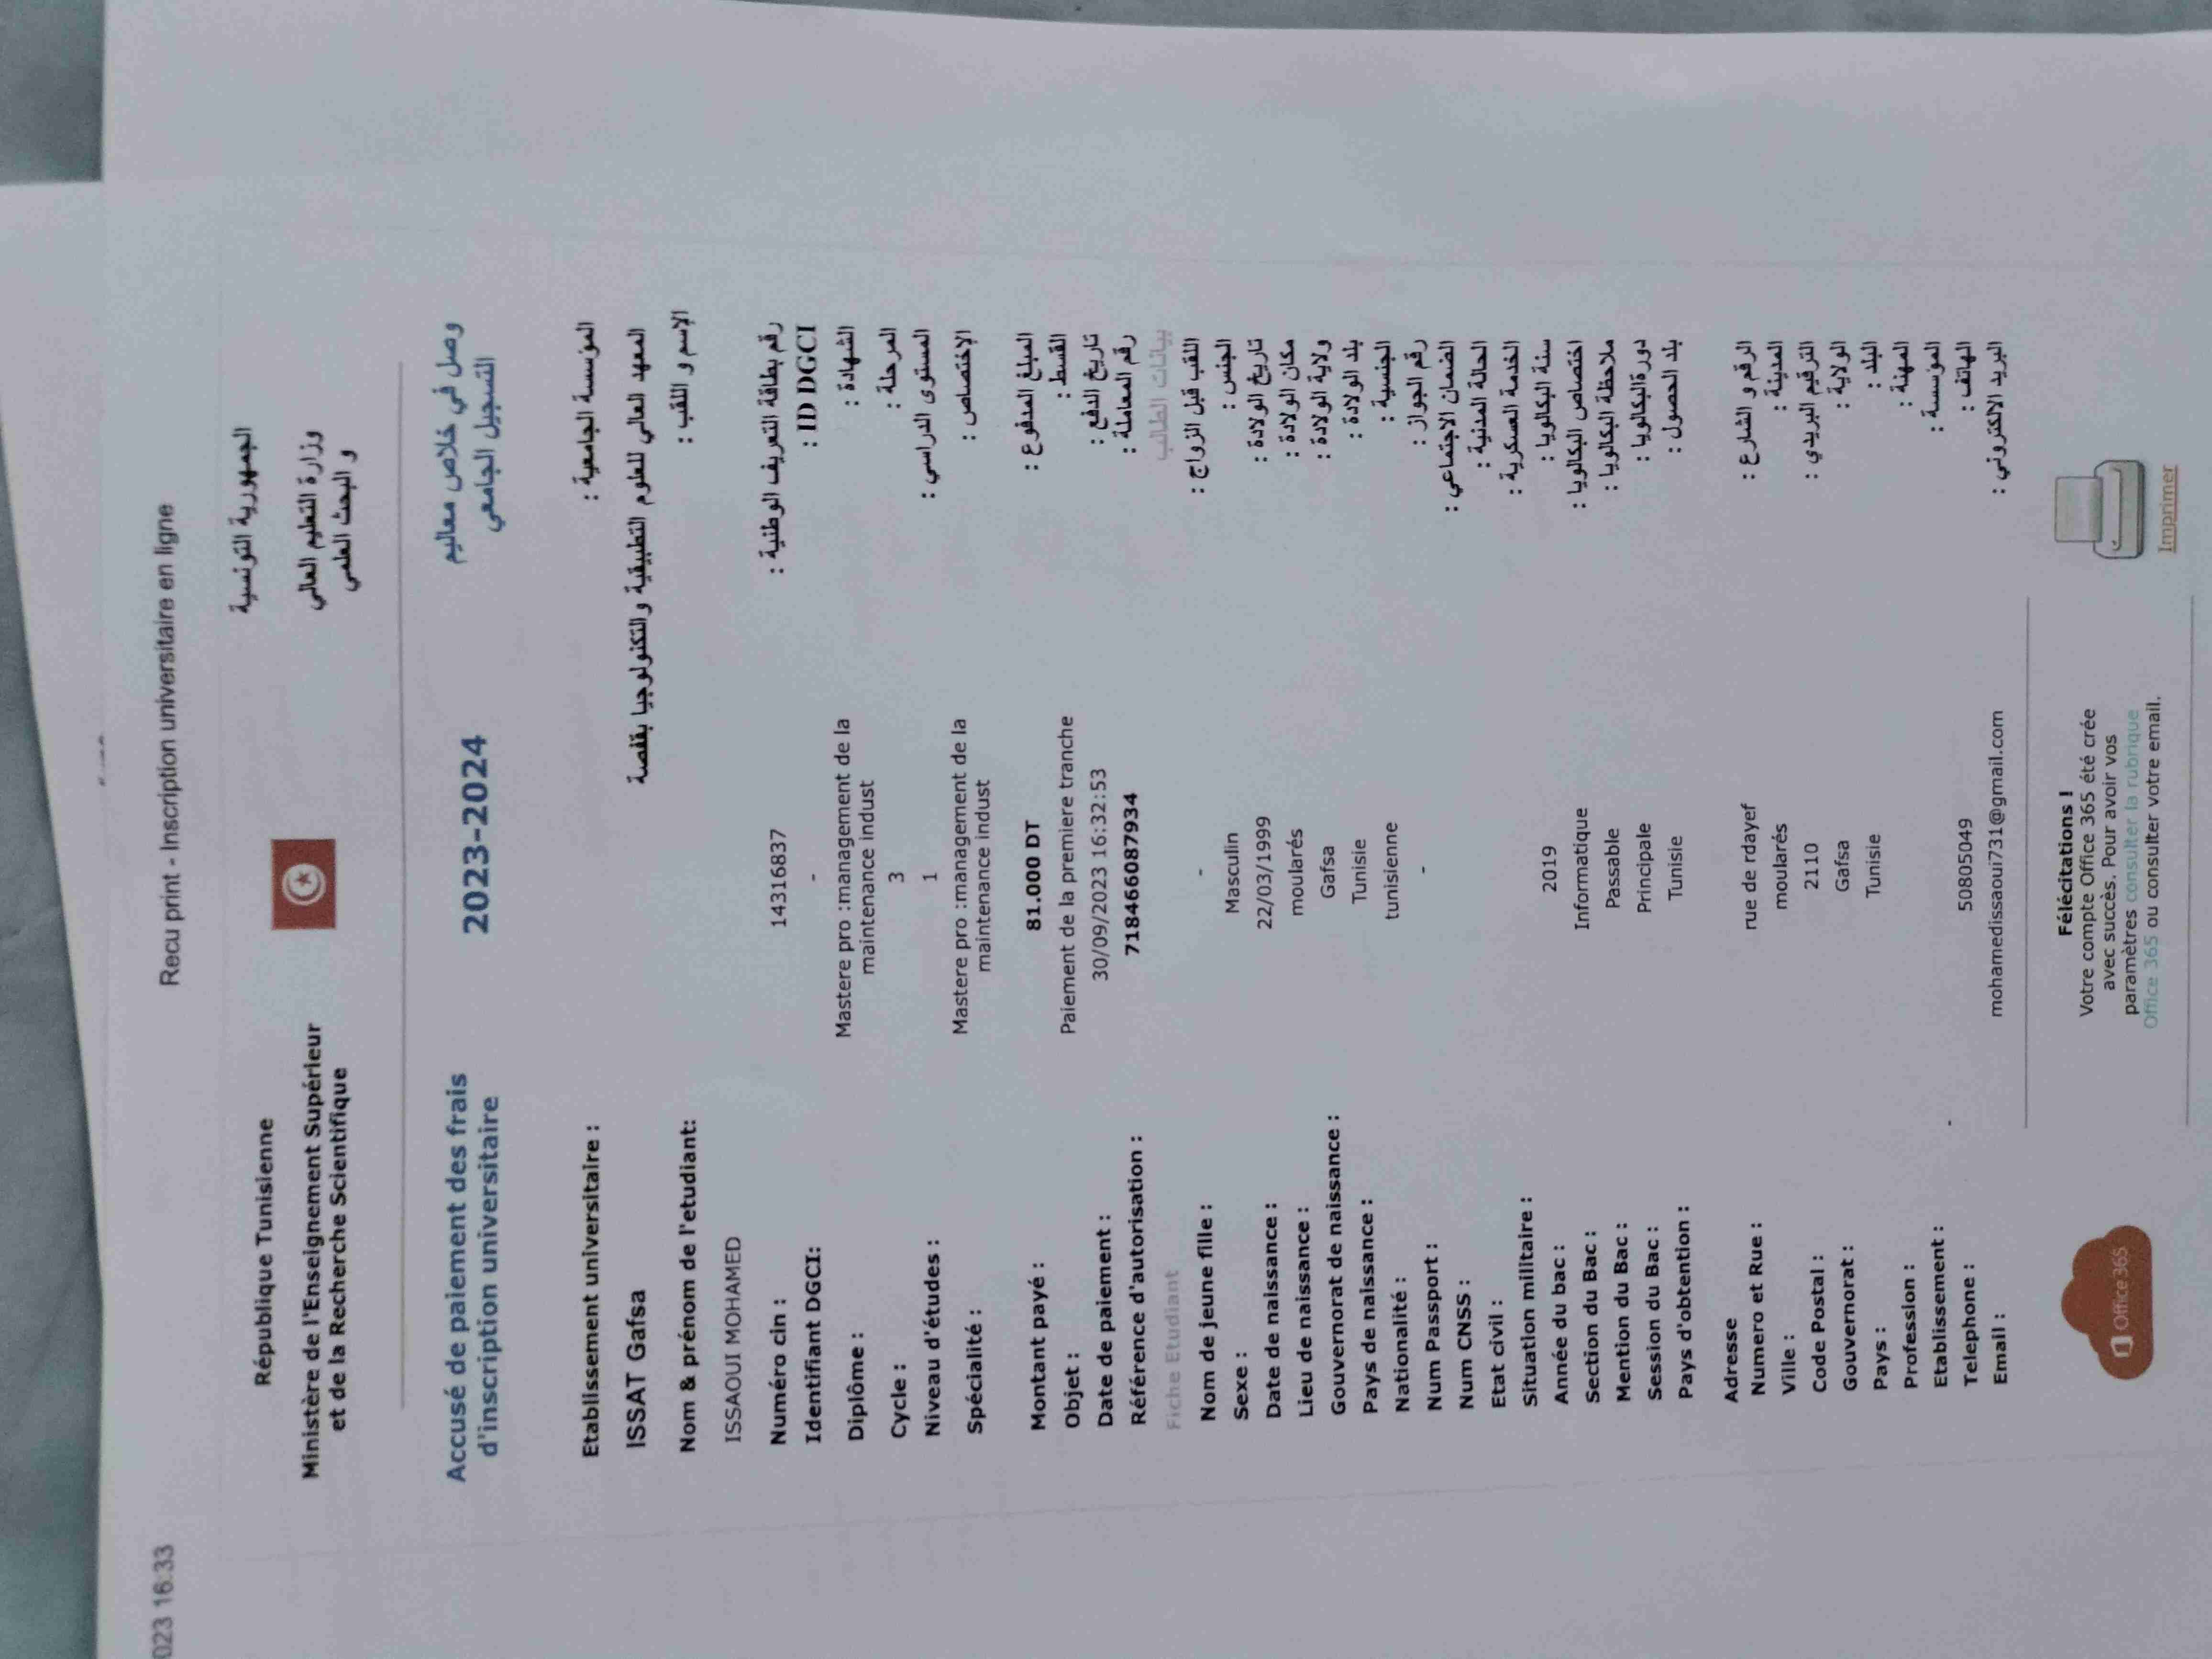 023 16:33
Recu print - Inscription universitaire en ligne
République Tunisienne
الجمهورية التونسية
Ministère de l'Enseignement Supérieur
et de la Recherche Scientifique
وزارة التعليم العالي
و البحث العلمي
Accusé de paiement des frais
d'inscription universitaire
2023-2024
وصل في خلاص معاليم
التسجيل الجامعي
Etablissement universitaire : المؤسسة الجامعية :
ISSAT Gafsa المعهد العالي للعلوم التطبيقية والتكنولوجيا بقفصة
Nom & prénom de l'etudiant: الإسم و اللقب :
ISSAOUI MOHAMED
Numéro cin : 14316837 رقم بطاقة التعريف الوطنية :
Identifiant DGCI: - ID DGCI :
Diplôme : Mastere pro :management de la maintenance indust الشهادة :
Cycle : 3 المرحلة :
Niveau d'études : 1 المستوى الدراسي :
Spécialité : Mastere pro :management de la maintenance indust الإختصاص :
Montant payé : 81.000 DT المبلغ المدفوع :
Objet : Paiement de la premiere tranche القسط :
Date de paiement : 30/09/2023 16:32:53 تاريخ الدفع :
Référence d'autorisation : 718466087934 رقم المعاملة :
Fiche Etudiant بيانات الطالب
Nom de jeune fille : - اللقب قبل الزواج :
Sexe : Masculin الجنس :
Date de naissance : 22/03/1999 تاريخ الولادة :
Lieu de naissance : moularés مكان الولادة :
Gouvernorat de naissance : Gafsa ولاية الولادة :
Pays de naissance : Tunisie بلد الولادة :
Nationalité : tunisienne الجنسية :
Num Passport : - رقم الجواز :
Num CNSS : الضمان الاجتماعي :
Etat civil : الحالة المدنية :
Situation militaire : الخدمة العسكرية :
Année du bac : 2019 سنة البكالويا :
Section du Bac : Informatique اختصاص البكالويا :
Mention du Bac : Passable ملاحظة البكالويا :
Session du Bac : Principale دورةالبكالويا :
Pays d'obtention : Tunisie بلد الحصول :
Adresse
Numero et Rue : rue de rdayef الرقم و الشارع :
Ville : moularés المدينة :
Code Postal : 2110 الترقيم البريدي :
Gouvernorat : Gafsa الولاية :
Pays : Tunisie البلد :
Profession : المهنة :
Etablissement : - المؤسسة :
Telephone : 50805049 الهاتف :
Email : mohamedissaoui731@gmail.com البريد الالكتروني :
Office 365
Félécitations !
Votre compte Office 365 été crée
avec succès. Pour avoir vos
paramètres consulter la rubrique
Office 365 ou consulter votre email.
Imprimer